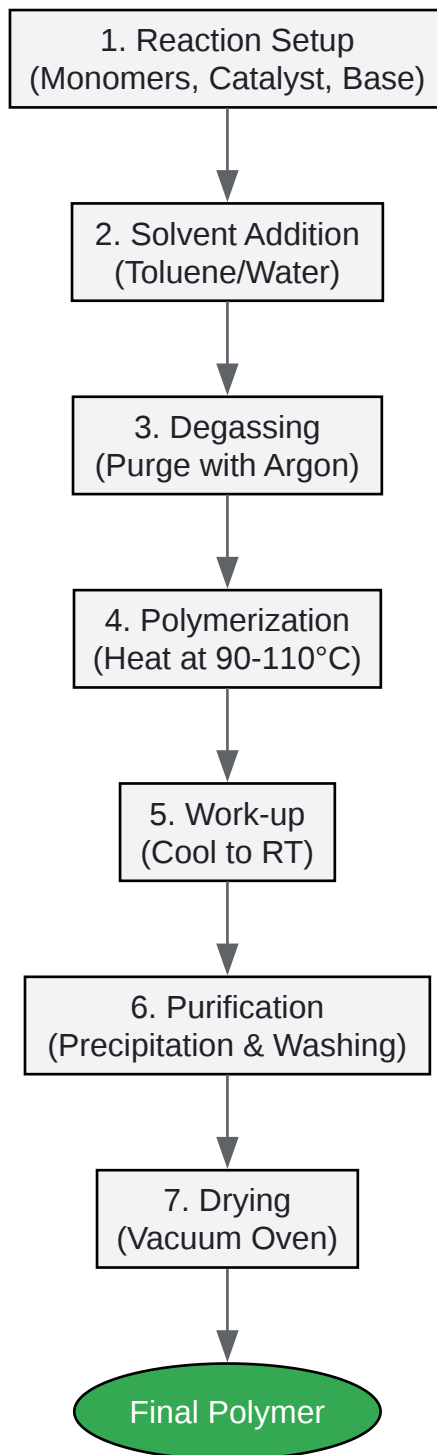 1. Reaction Setup
(Monomers, Catalyst, Base)
2. Solvent Addition
(Toluene/Water)
3. Degassing
(Purge with Argon)
4. Polymerization
(Heat at 90-110°C)
5. Work-up
(Cool to RT)
6. Purification
(Precipitation & Washing)
7. Drying
(Vacuum Oven)
Final Polymer